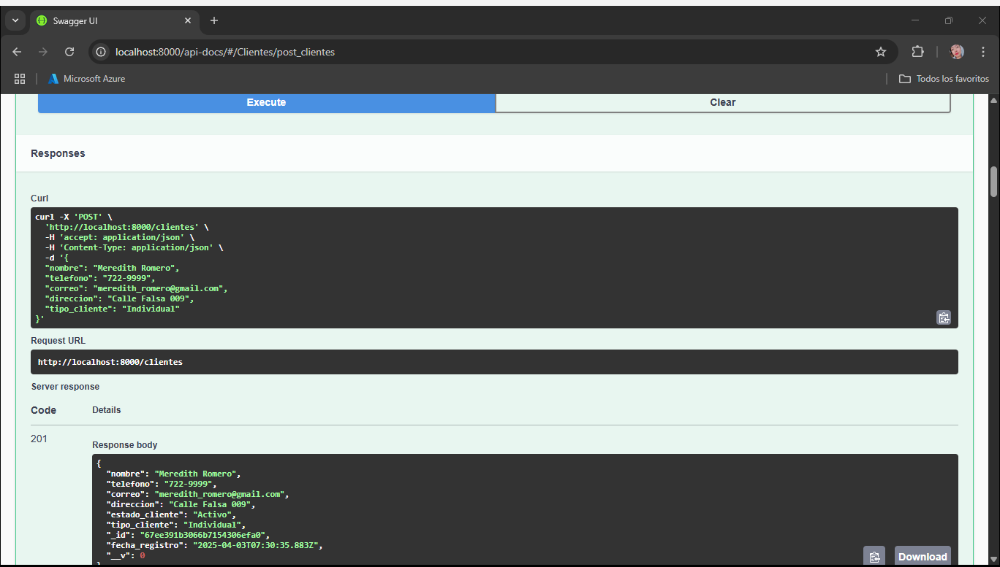 Swagger UI
localhost:8000/api-docs/#/Clientes/post_clientes
Microsoft Azure
Todos los favoritos
Execute
Clear
Responses
Curl
curl -X 'POST' \
'http://localhost:8000/clientes' \
-H 'accept: application/json' \
-H 'Content-Type: application/json' \
-d '{
"nombre": "Meredith Romero",
"telefono": "722-9999",
"correo": "meredith_romero@gmail.com",
"direccion": "Calle Falsa 009",
"tipo_cliente": "Individual"
}'
Request URL
http://localhost:8000/clientes
Server response
Code
Details
201
Response body
{
"nombre": "Meredith Romero",
"telefono": "722-9999",
"correo": "meredith_romero@gmail.com",
"direccion": "Calle Falsa 009",
"estado_cliente": "Activo",
"tipo_cliente": "Individual",
"_id": "67ee391b3066b7154306efa0",
"fecha_registro": "2025-04-03T07:30:35.883Z",
"__v": 0
}
Download